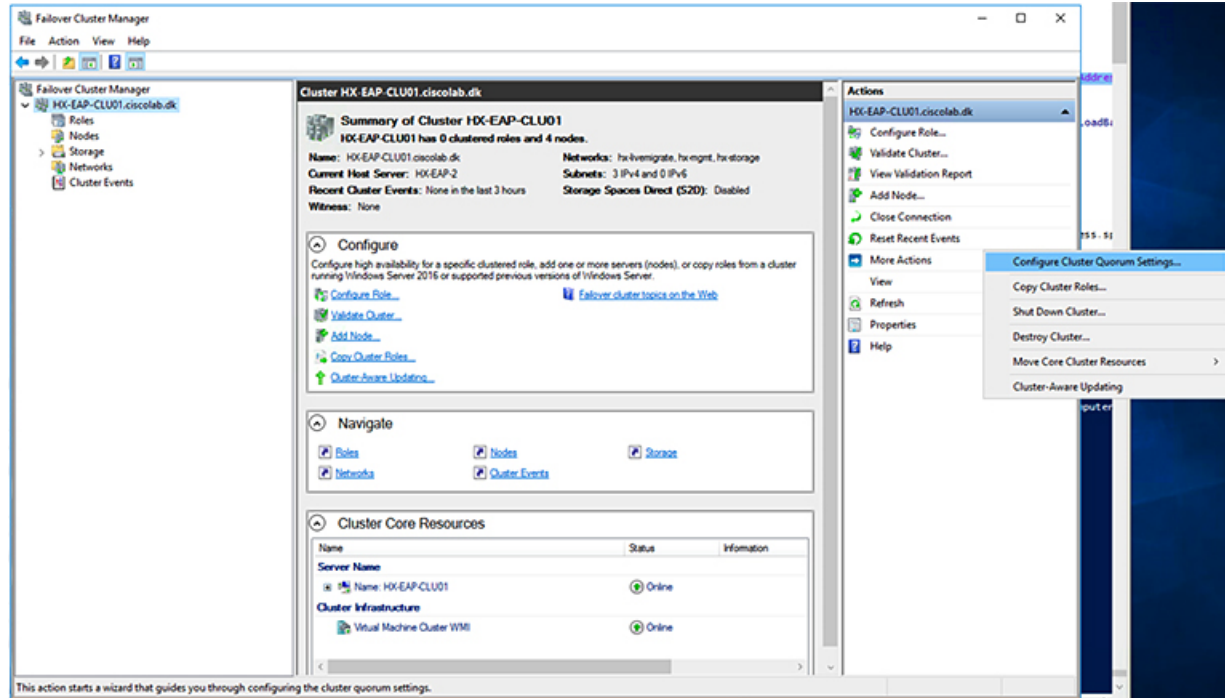 Failover Cluster Manager
File Action View Help
Failover Cluster Manager
HX-EAP-CLU01.ciscolab.dk
Roles
Nodes
Storage
Networks
Cluster Events
Cluster HX-EAP-CLU01.ciscolab.dk
Summary of Cluster HX-EAP-CLU01
HX-EAP-CLU01 has 0 clustered roles and 4 nodes.
Name: HX-EAP-CLU01.ciscolab.dk Networks: hx-livemigrate, hx-mgmt, hx-storage
Current Host Server: HX-EAP-2 Subnets: 3 IPv4 and 0 IPv6
Recent Cluster Events: None in the last 3 hours Storage Spaces Direct (S2D): Disabled
Witness: None
Configure
Configure high availability for a specific clustered role, add one or more servers (nodes), or copy roles from a cluster
running Windows Server 2016 or supported previous versions of Windows Server.
Configure Role... Failover cluster topics on the Web
Validate Cluster...
Add Node...
Copy Cluster Roles...
Cluster-Aware Updating...
Navigate
Roles Nodes Storage
Networks Cluster Events
Cluster Core Resources
Name Status Information
Server Name
Name: HX-EAP-CLU01 Online
Cluster Infrastructure
Virtual Machine Cluster WMI Online
Actions
HX-EAP-CLU01.ciscolab.dk
Configure Role...
Validate Cluster...
View Validation Report
Add Node...
Close Connection
Reset Recent Events
More Actions
View
Refresh
Properties
Help
Configure Cluster Quorum Settings...
Copy Cluster Roles...
Shut Down Cluster...
Destroy Cluster...
Move Core Cluster Resources
Cluster-Aware Updating
This action starts a wizard that guides you through configuring the cluster quorum settings.